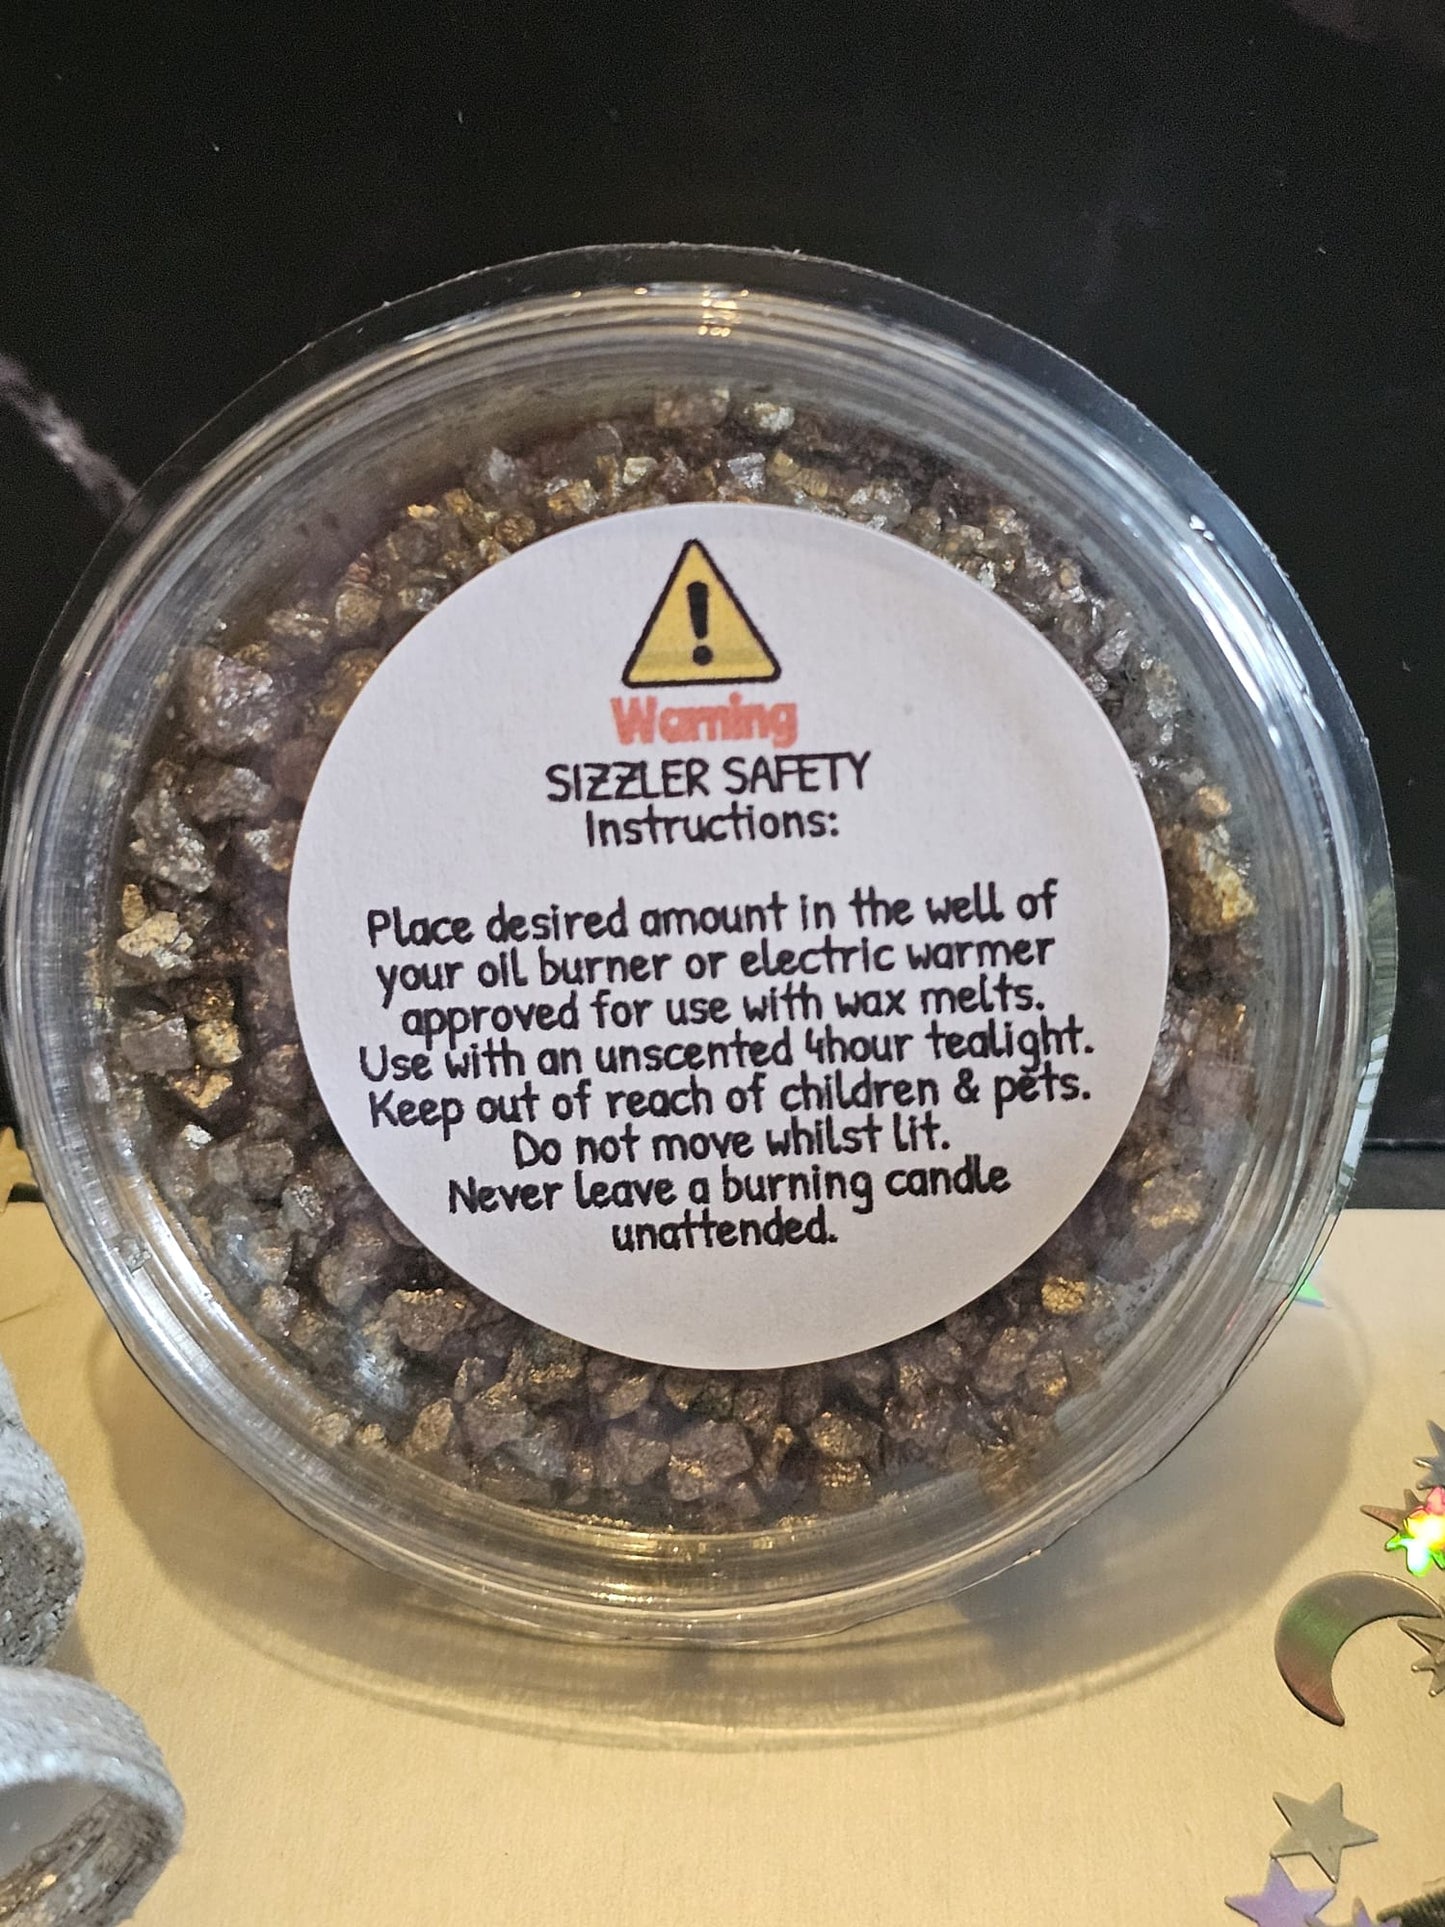 Warning
SIZZLER SAFETY
Instructions:
Place desired amount in the well of
your oil burner or electric warmer
approved for use with wax melts.
Use with an unscented 4hour tealight.
Keep out of reach of children & pets.
Do not move whilst lit.
Never leave a burning candle
unattended.